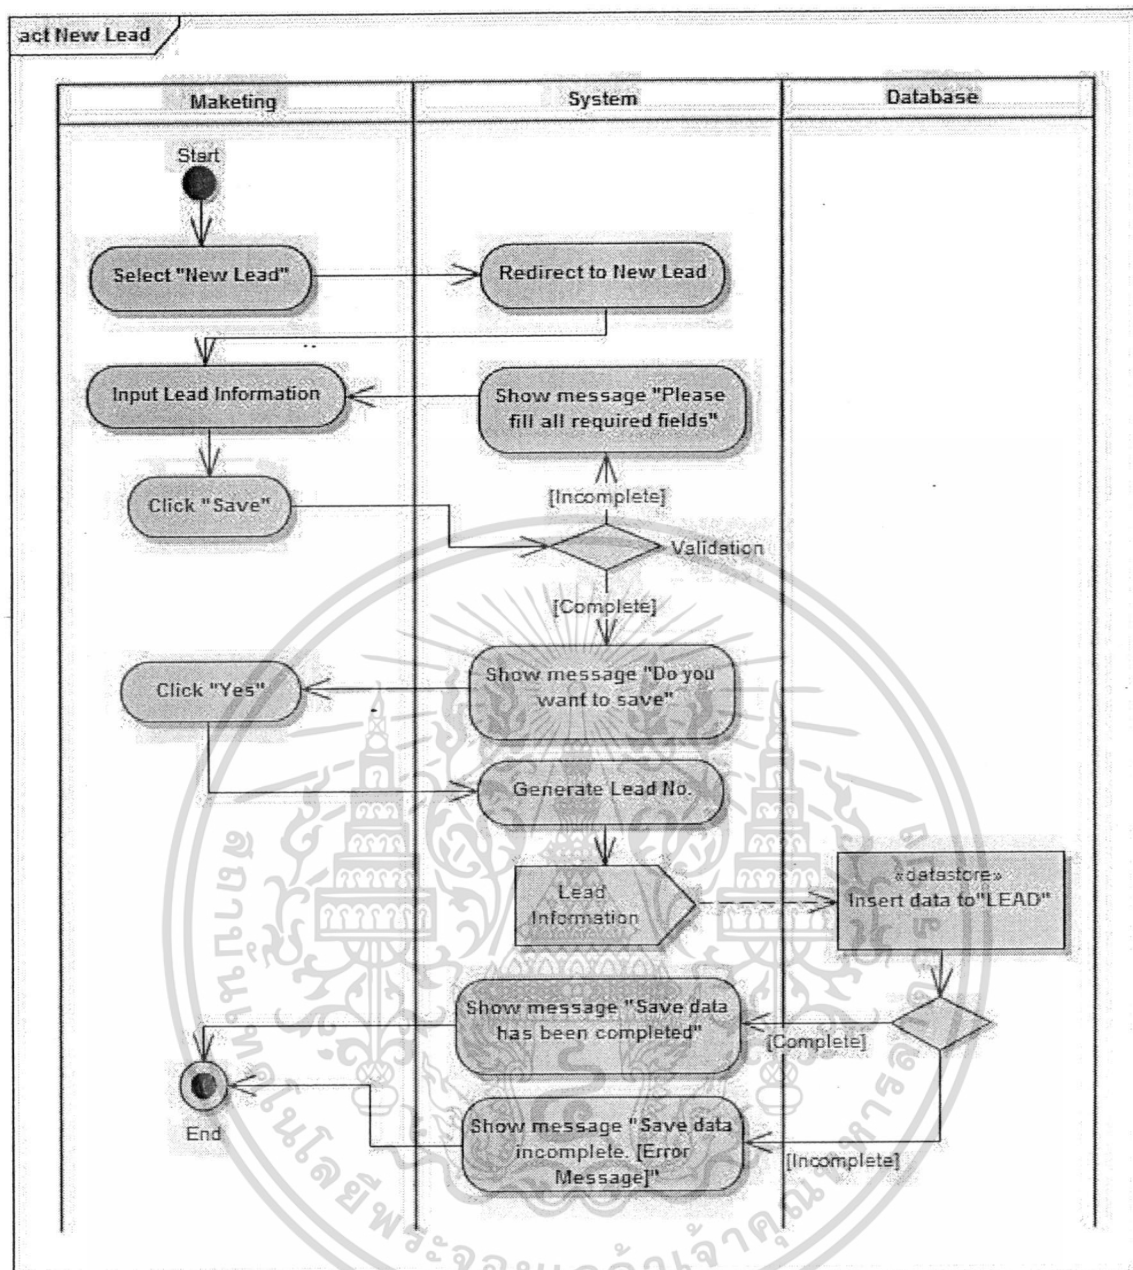 act New Lead
Maketing
System
Database
Start
Select "New Lead"
Redirect to New Lead
Input Lead Information
Show message "Please
fill all required fields"
Click "Save"
[Incomplete]
Validation
[Complete]
Show message "Do you
want to save"
Click "Yes"
Generate Lead No.
Lead
Information
«datastore»
Insert data to"LEAD"
Show message "Save data
has been completed"
[Complete]
End
Show message "Save data
incomplete. [Error
Message]"
[Incomplete]